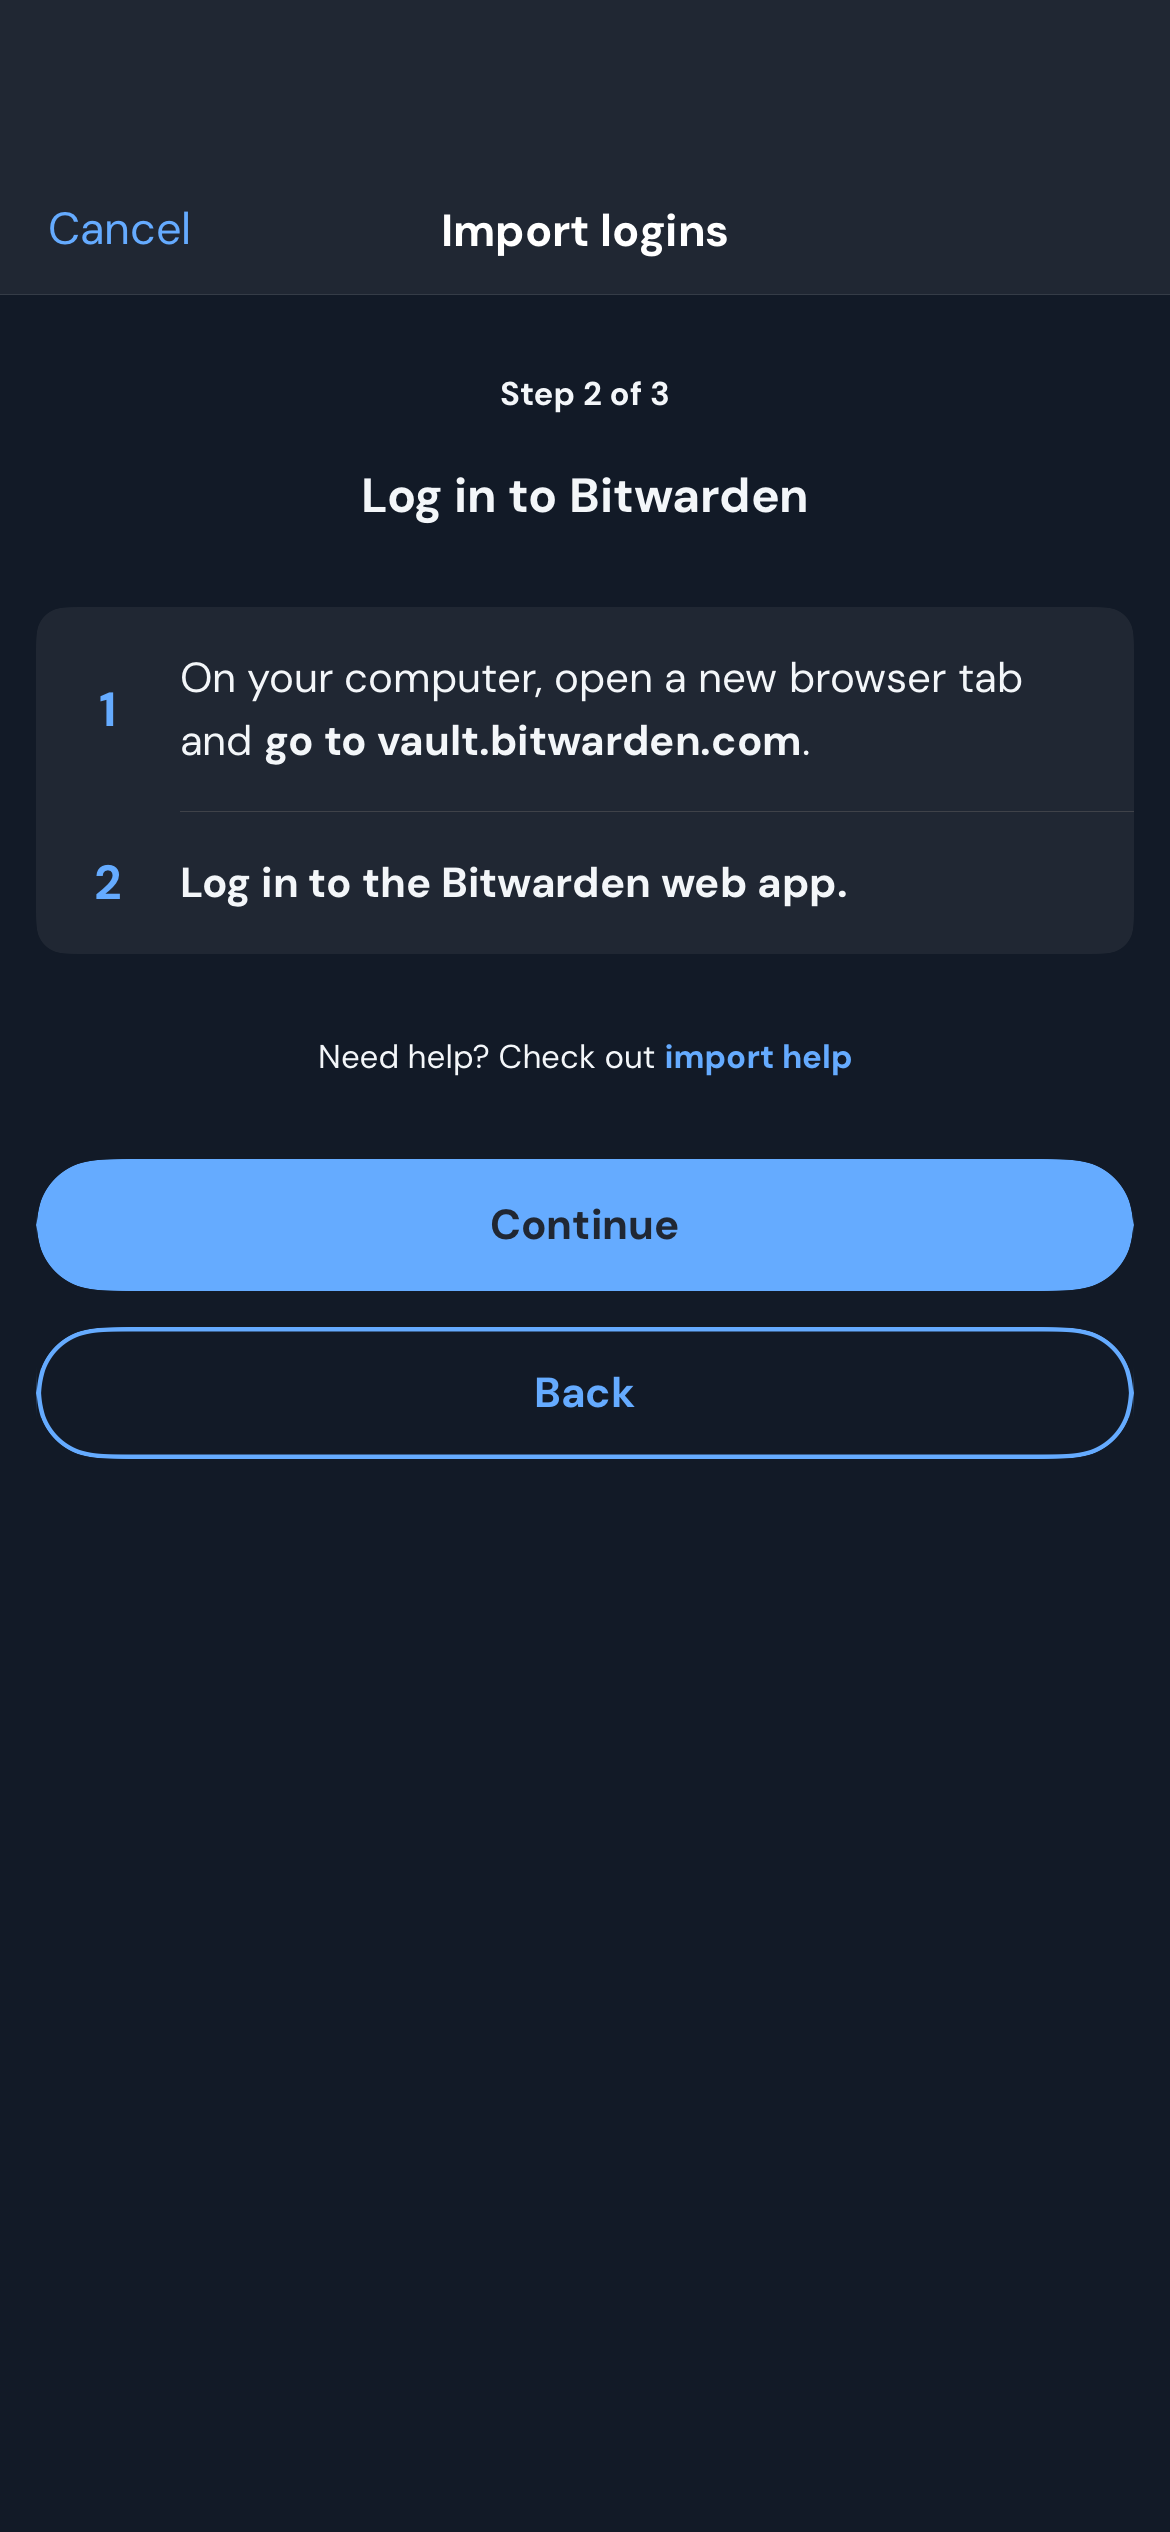 Cancel
Import logins
Step 2 of 3
Log in to Bitwarden
1
On your computer, open a new browser tab
and go to vault.bitwarden.com.
2
Log in to the Bitwarden web app.
Need help? Check out import help
Continue
Back